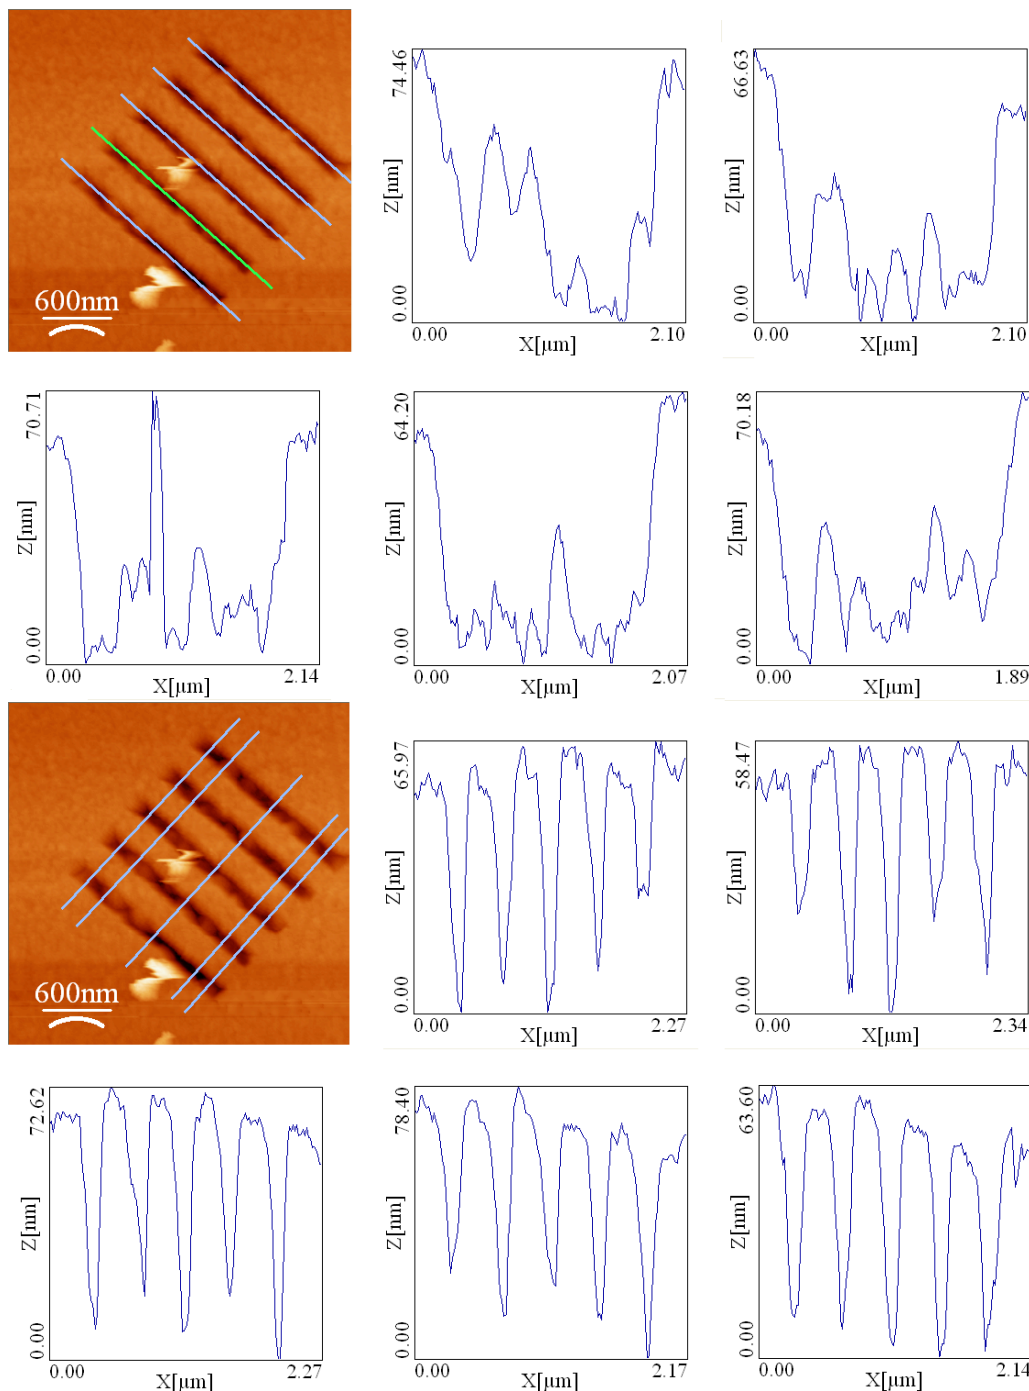 600nm
74.46
Z[nm]
0.00
0.00 2.10
X[µm]
66.63
Z[nm]
0.00
0.00 2.10
X[µm]
70.71
Z[nm]
0.00
0.00 2.14
X[µm]
64.20
Z[nm]
0.00
0.00 2.07
X[µm]
70.18
Z[nm]
0.00
0.00 1.89
X[µm]
600nm
65.97
Z[nm]
0.00
0.00 2.27
X[µm]
58.47
Z[nm]
0.00
0.00 2.34
X[µm]
72.62
Z[nm]
0.00
0.00 2.27
X[µm]
78.40
Z[nm]
0.00
0.00 2.17
X[µm]
63.60
Z[nm]
0.00
0.00 2.14
X[µm]